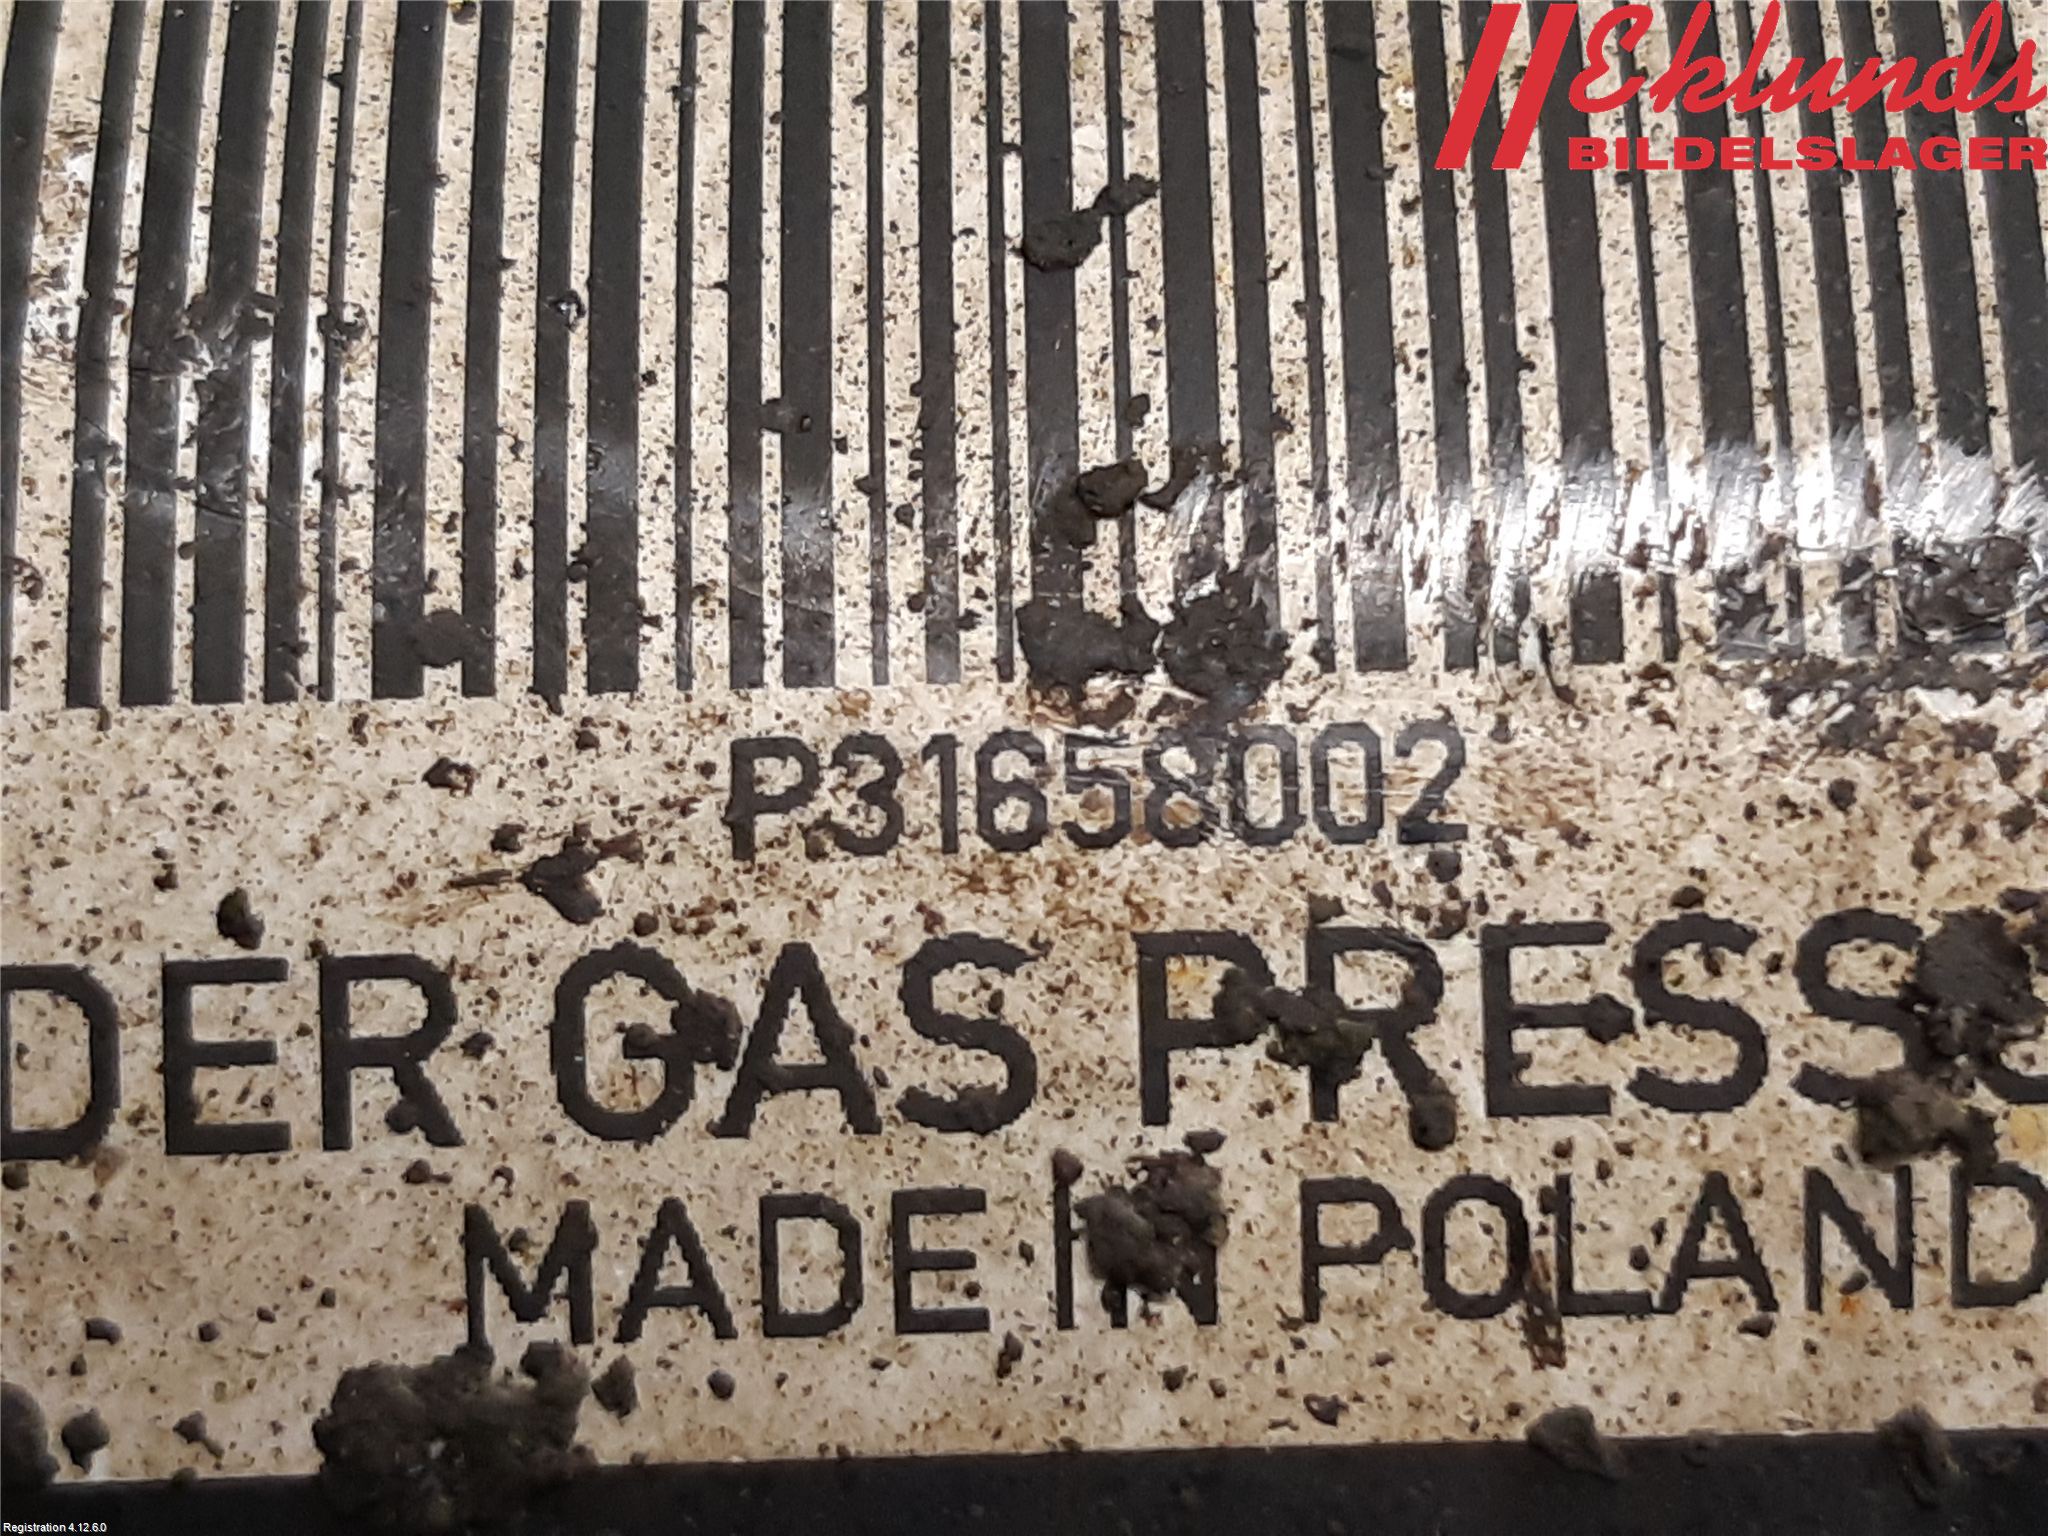 Eklunds
BILDELSLAGER
P31658002
DER GAS PRESS
MADE IN POLAND
Registration 4.12.6.0